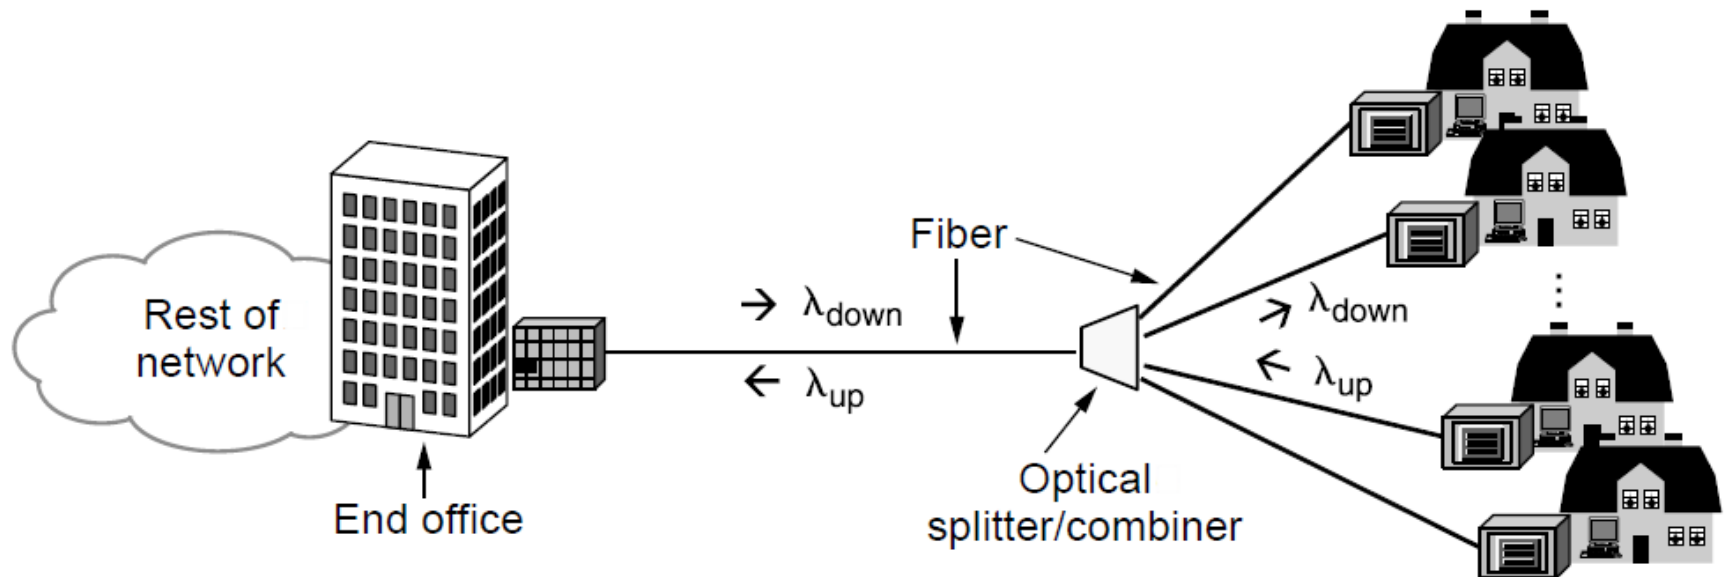 Rest of
network
End office
→ λdown
← λup
Fiber
Optical
splitter/combiner
→ λdown
← λup